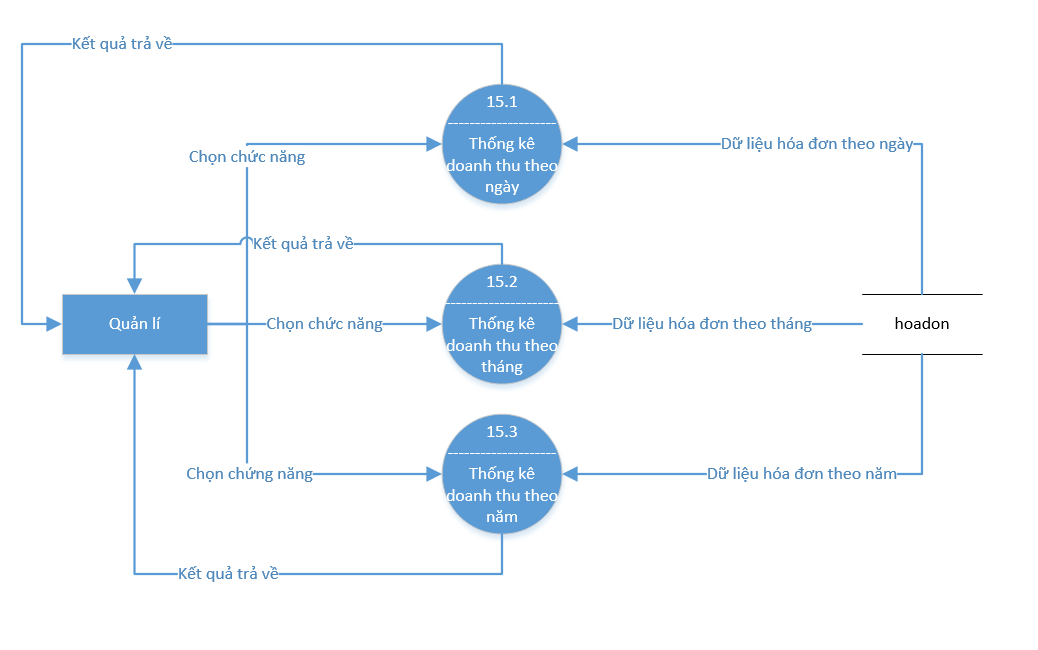 Kết quả trả về
15.1
Thống kê
doanh thu theo
ngày
Chọn chức năng
Dữ liệu hóa đơn theo ngày
Kết quả trả về
15.2
Thống kê
doanh thu theo
tháng
Quản lí
Chọn chức năng
Dữ liệu hóa đơn theo tháng
hoadon
15.3
Thống kê
doanh thu theo
năm
Chọn chứng năng
Dữ liệu hóa đơn theo năm
Kết quả trả về